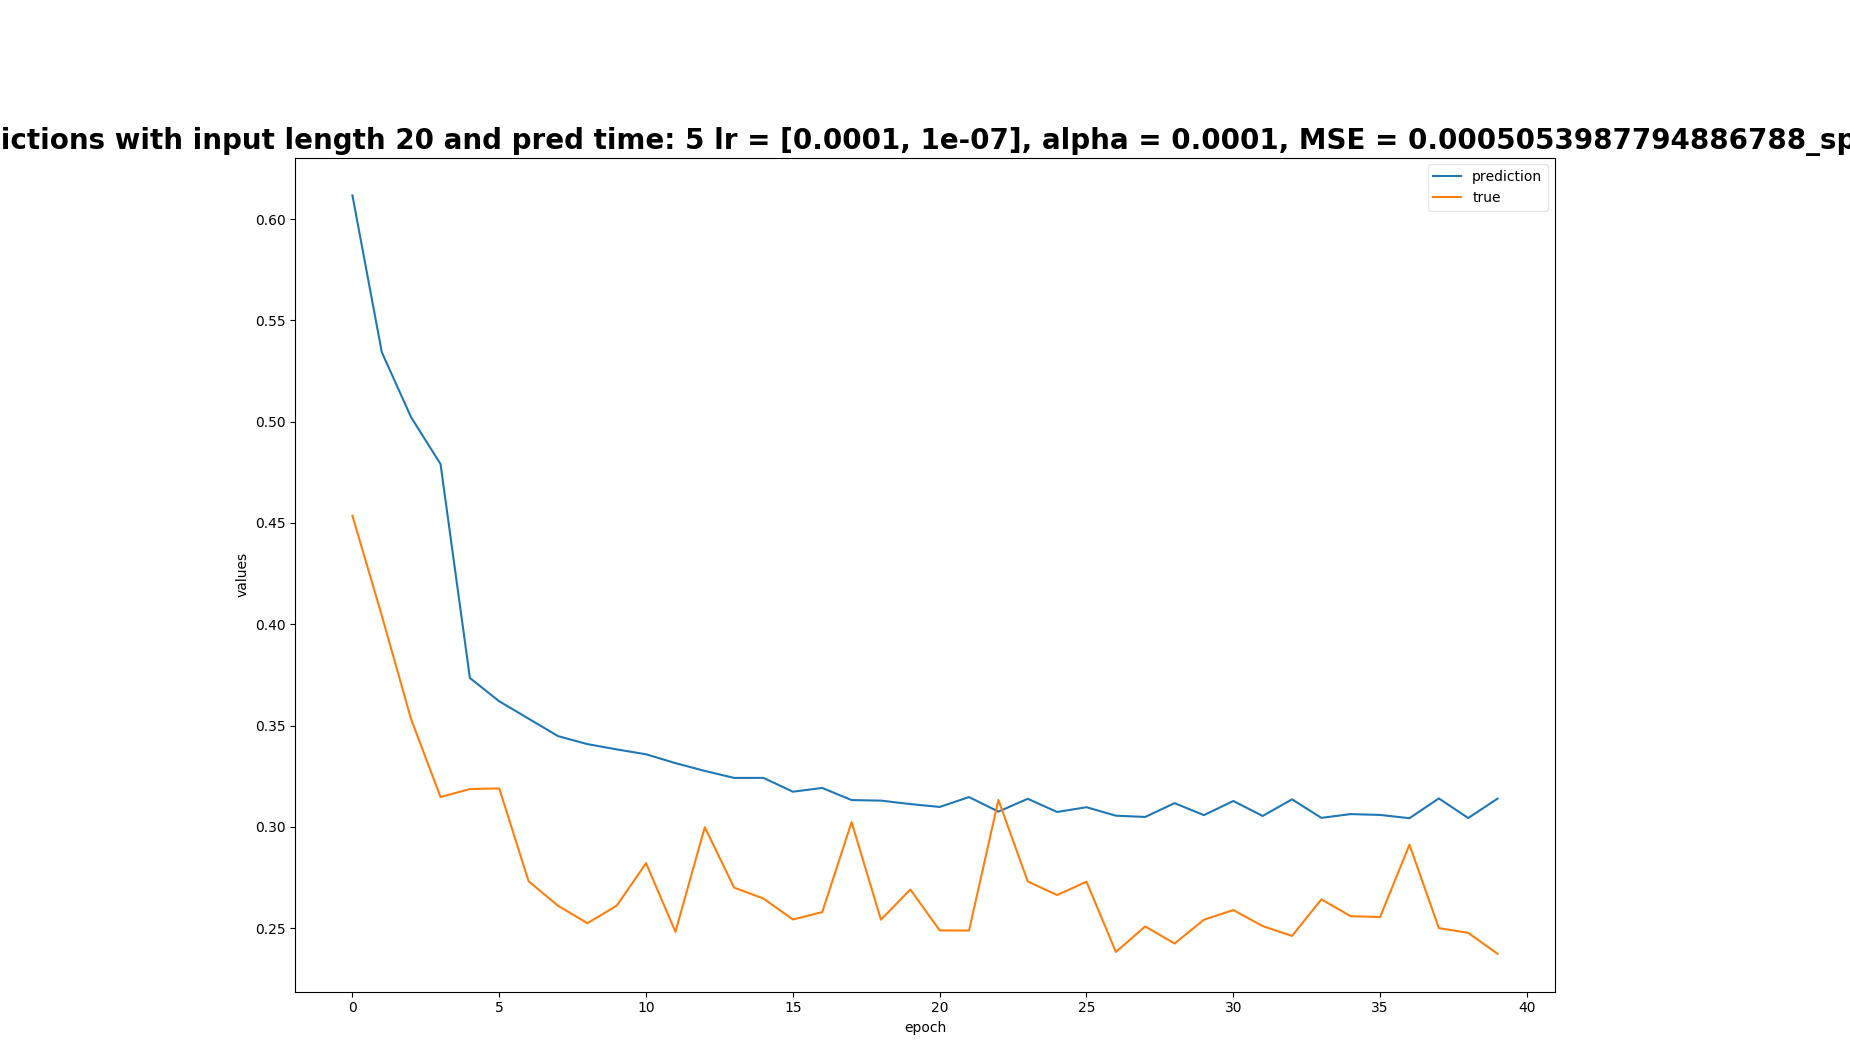 ictions with input length 20 and pred time: 5 lr = [0.0001, 1e-07], alpha = 0.0001, MSE = 0.0005053987794886788_sp
prediction
true
0.60
0.55
0.50
0.45
0.40
0.35
0.30
0.25
values
0 5 10 15 20 25 30 35 40
epoch